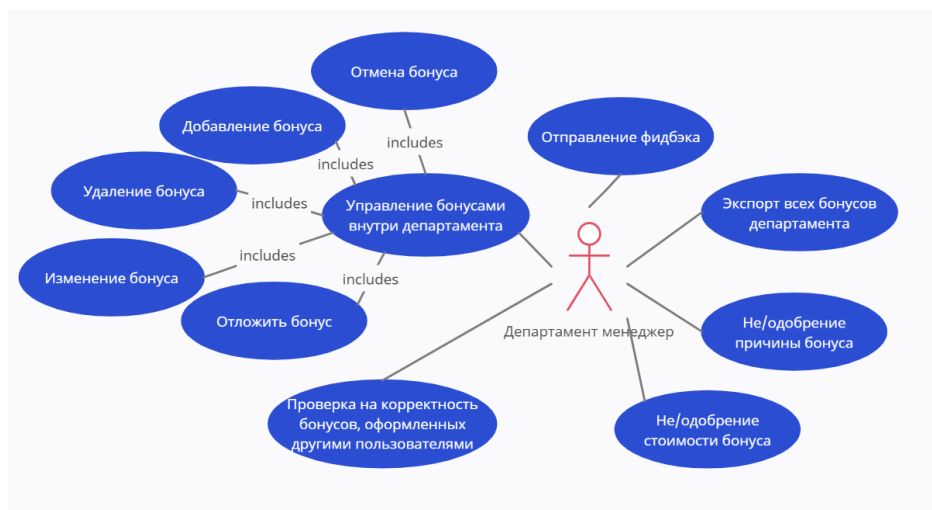 Отмена бонуса
Добавление бонуса
includes
includes
Удаление бонуса
includes
Управление бонусами
внутри департамента
Изменение бонуса
includes
includes
Отложить бонус
Отправление фидбэка
Экспорт всех бонусов
департамента
Департамент менеджер
Не/одобрение
причины бонуса
Проверка на корректность
бонусов, оформленных
другими пользователями
Не/одобрение
стоимости бонуса